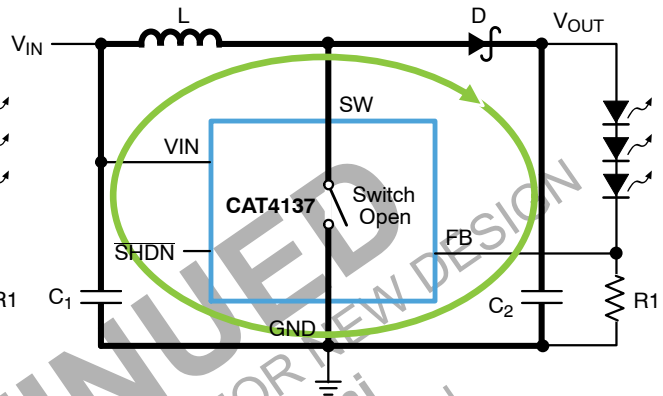 L
D
VIN
VOUT
SW
VIN
CAT4137
Switch
Open
FB
SHDN
R1
C1
C2
R1
GND
NUED
FOR NEW DESIGN